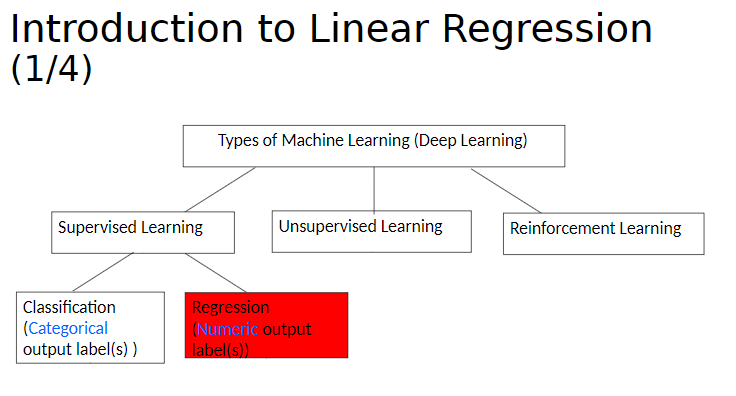 Introduction to Linear Regression
(1/4)
Types of Machine Learning (Deep Learning)
Supervised Learning
Unsupervised Learning
Reinforcement Learning
Classification
(Categorical
output label(s) )
Regression
(Numeric output
label(s))